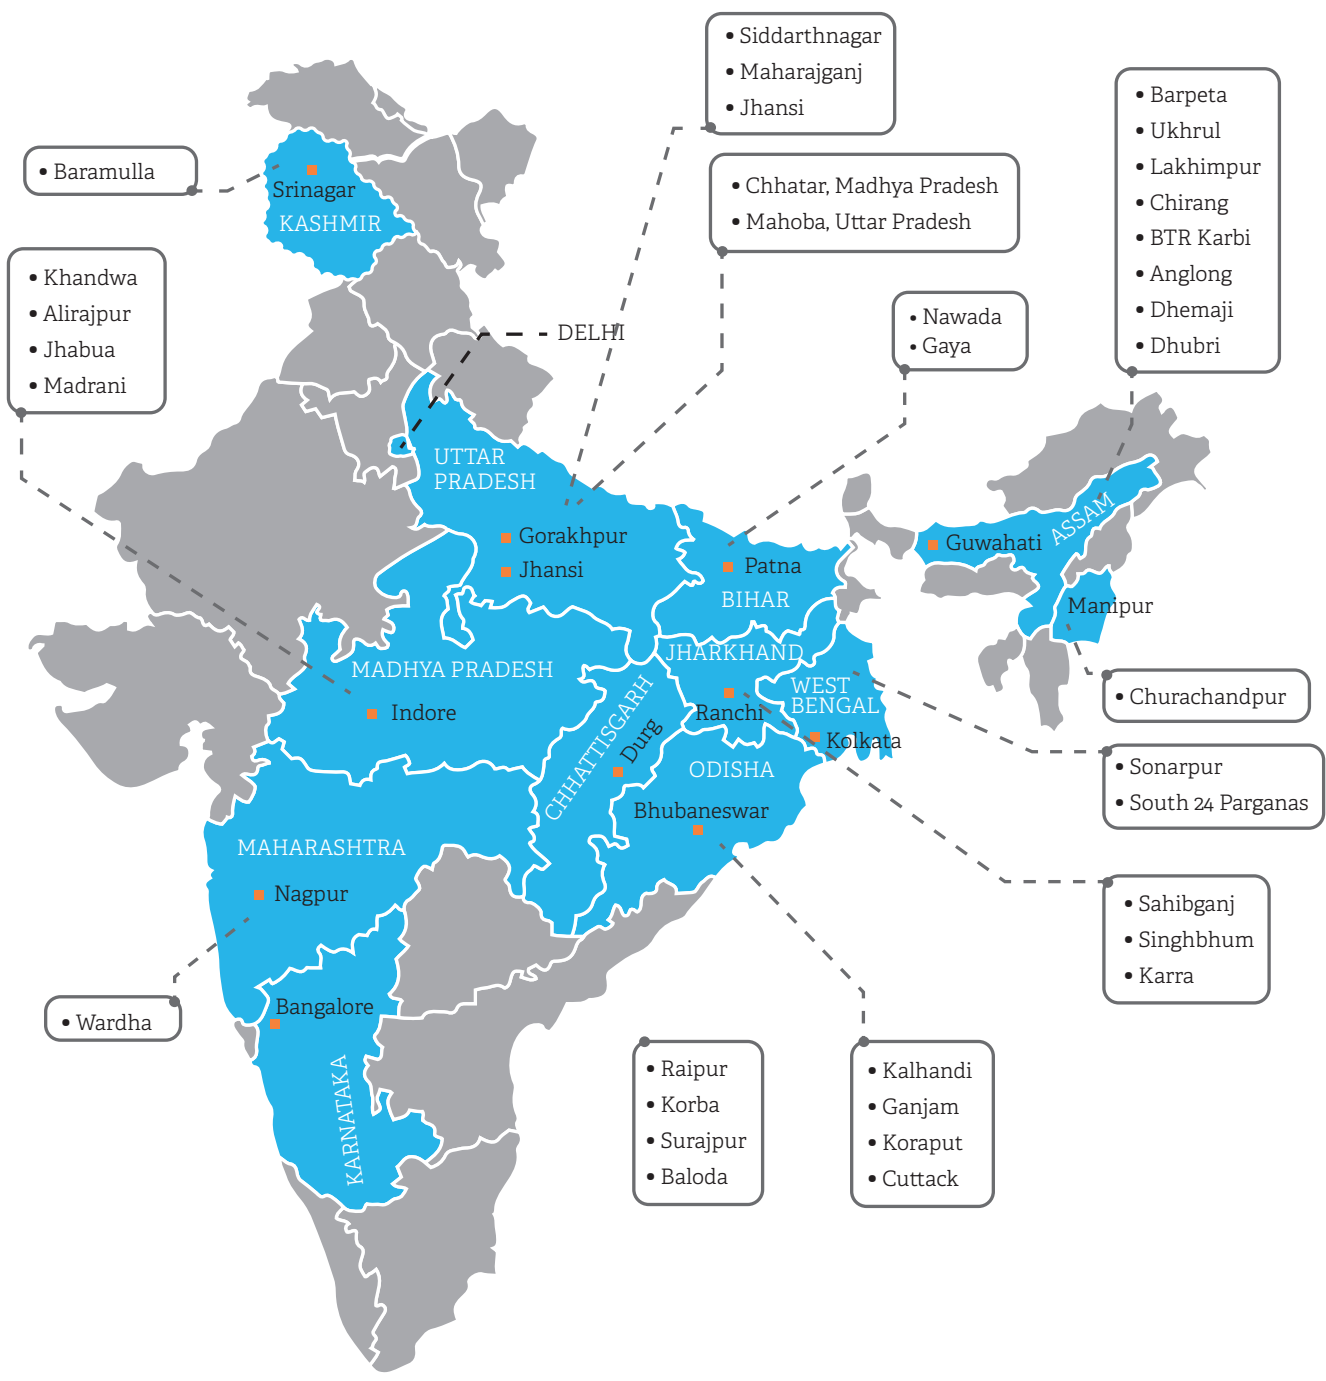 • Siddarthnagar
• Maharajganj
• Jhansi
• Barpeta
• Ukhrul
• Lakhimpur
• Chirang
• BTR Karbi
• Anglong
• Dhemaji
• Dhubri
• Baramulla
Srinagar
KASHMIR
• Chhatar, Madhya Pradesh
• Mahoba, Uttar Pradesh
• Khandwa
• Alirajpur
• Jhabua
• Madrani
• Nawada
• Gaya
DELHI
UTTAR
PRADESH
Gorakhpur
Jhansi
Patna
BIHAR
Guwahati
ASSAM
Manipur
• Churachandpur
MADHYA PRADESH
Indore
JHARKHAND
Ranchi
WEST
BENGAL
Kolkata
CHHATTISGARH
Durg
ODISHA
Bhubaneswar
• Sonarpur
• South 24 Parganas
MAHARASHTRA
Nagpur
• Sahibganj
• Singhbhum
• Karra
• Wardha
Bangalore
KARNATAKA
• Raipur
• Korba
• Surajpur
• Baloda
• Kalhandi
• Ganjam
• Koraput
• Cuttack